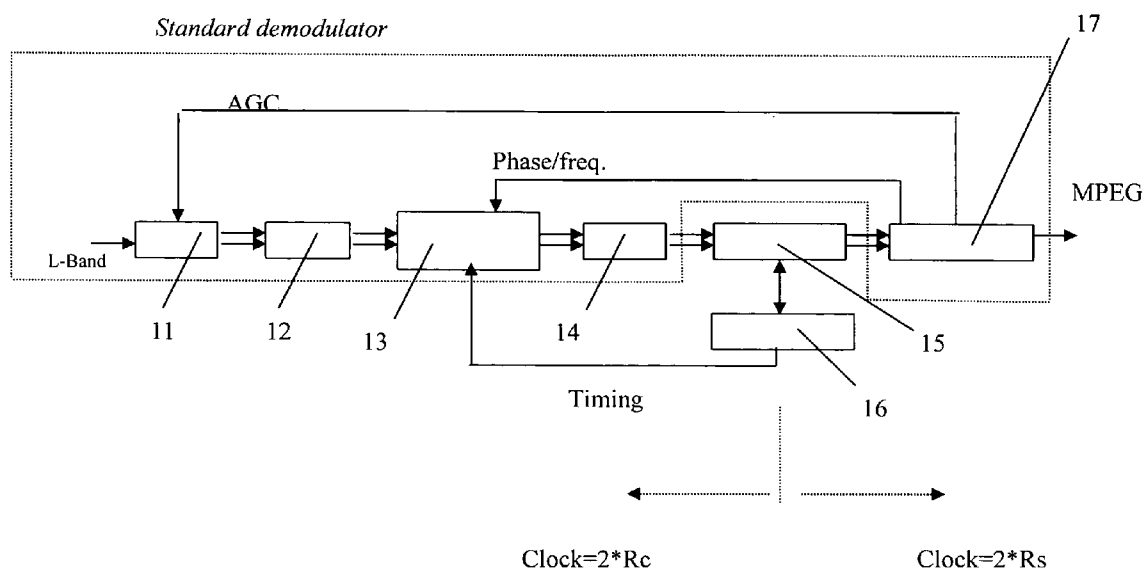 Standard demodulator
17
AGC
Phase/freq.
MPEG
L-Band
11
12
13
14
15
16
Timing
Clock=2*Rc
Clock=2*Rs